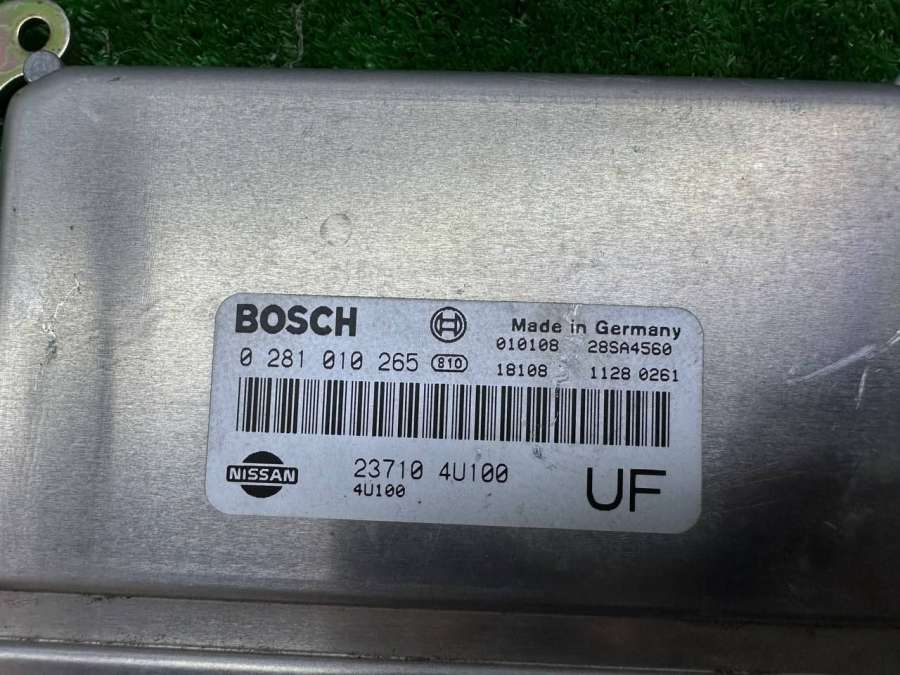 BOSCH
Made in Germany
0 281 010 265 810
010108 28SA4560
18108 1128 0261
NISSAN
23710 4U100
4U100
UF